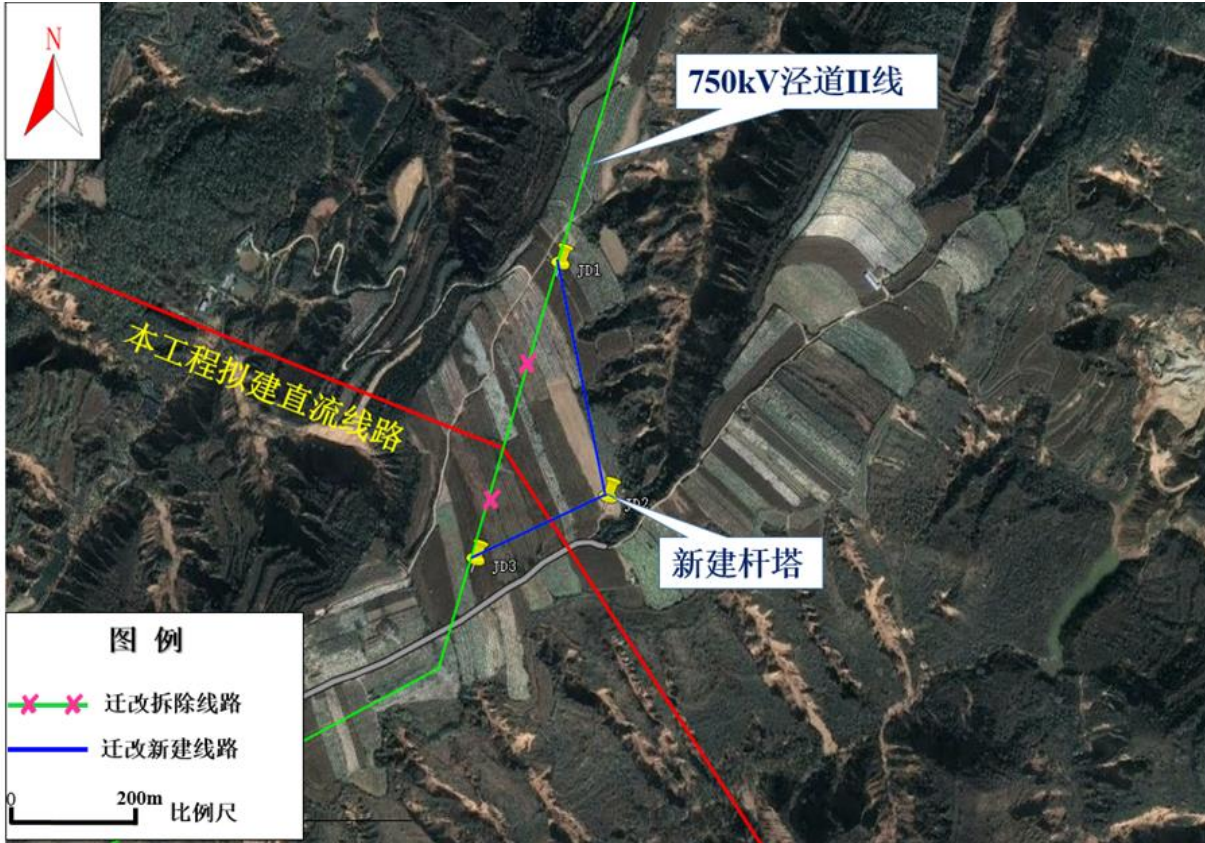 N
750kV泾道II线
JD1
本工程拟建直流线路
JD2
JD3
新建杆塔
图 例
迁改拆除线路
迁改新建线路
0 200m 比例尺